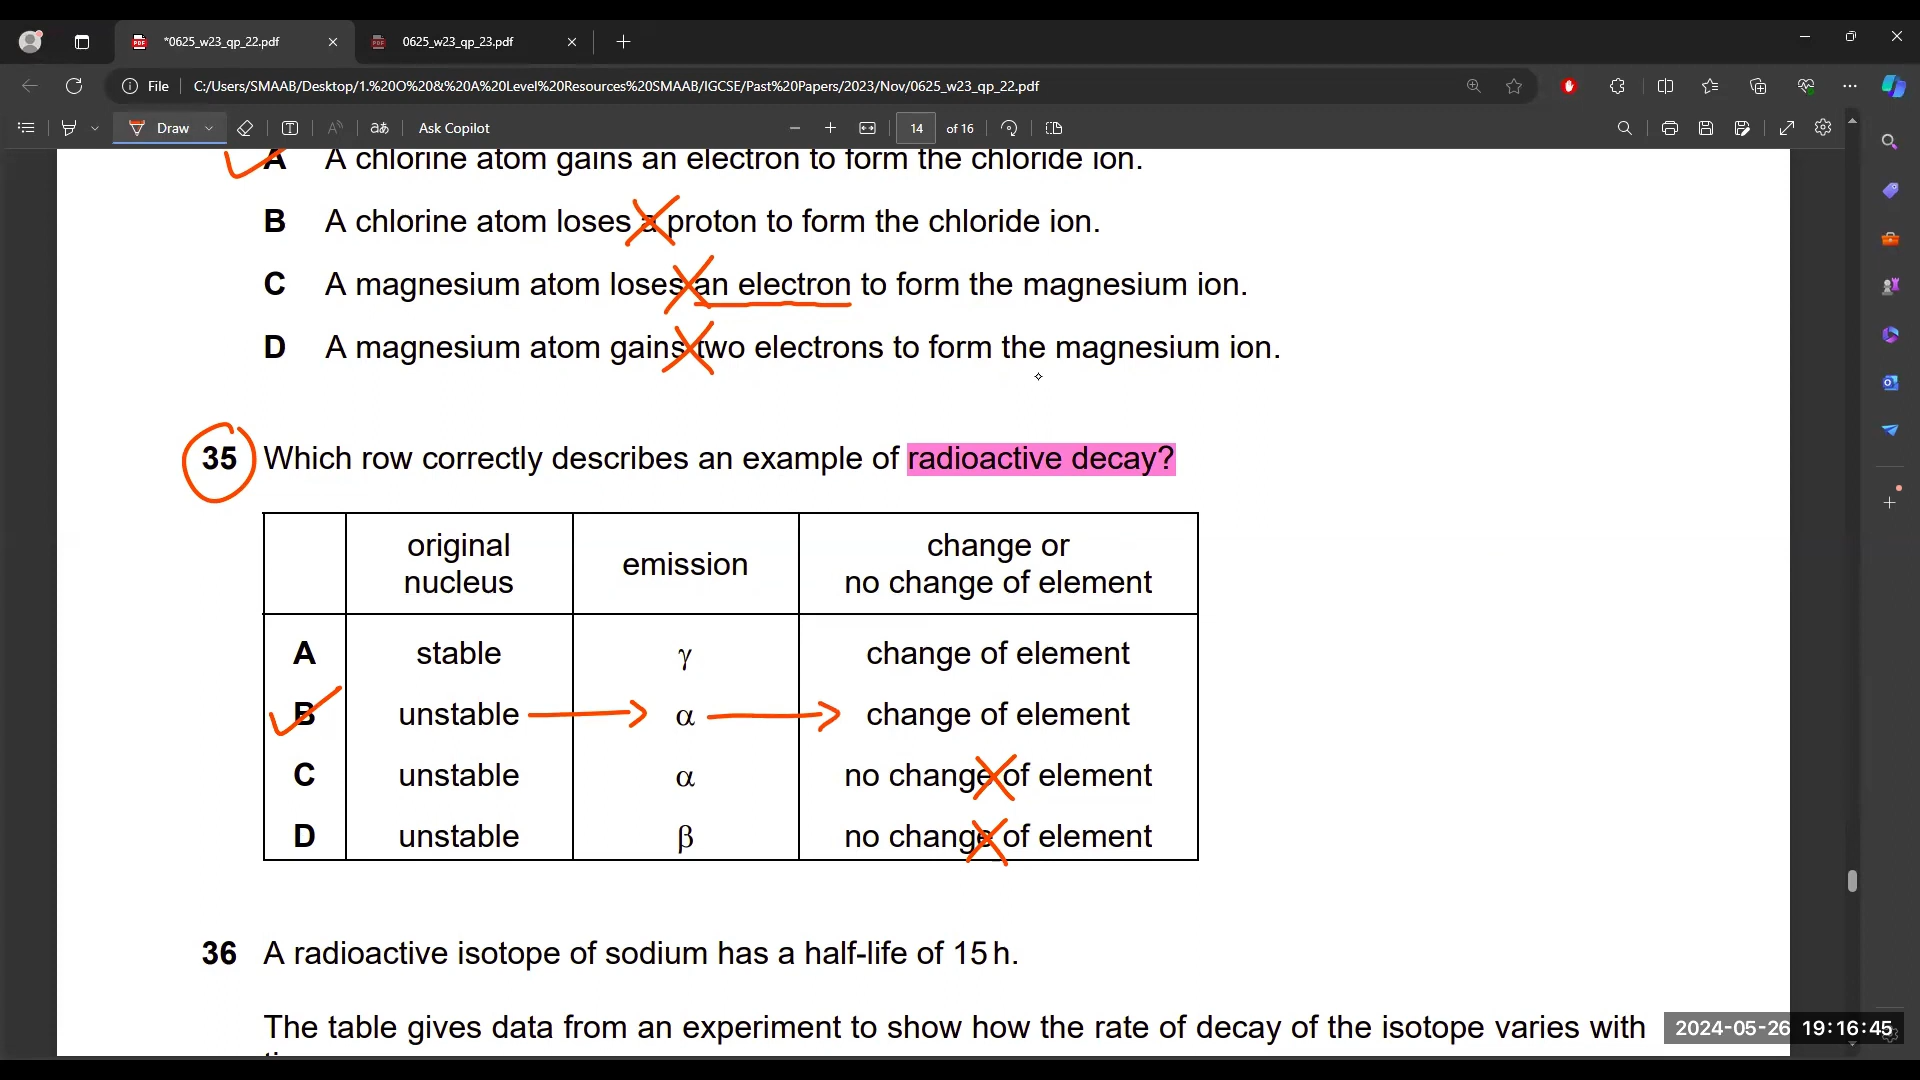 *0625_w23_qp_22.pdf
0625_w23_qp_23.pdf
File
C:/Users/SMAAB/Desktop/1.%20O%20&%20A%20Level%20Resources%20SMAAB/IGCSE/Past%20Papers/2023/Nov/0625_w23_qp_22.pdf
Draw
Ask Copilot
14 of 16
A A chlorine atom gains an electron to form the chloride ion.
B A chlorine atom loses a proton to form the chloride ion.
C A magnesium atom loses an electron to form the magnesium ion.
D A magnesium atom gains two electrons to form the magnesium ion.
35 Which row correctly describes an example of radioactive decay?
original nucleus emission change or no change of element
A stable γ change of element
B unstable α change of element
C unstable α no change of element
D unstable β no change of element
36 A radioactive isotope of sodium has a half-life of 15 h.
The table gives data from an experiment to show how the rate of decay of the isotope varies with
2024-05-26 19:16:45